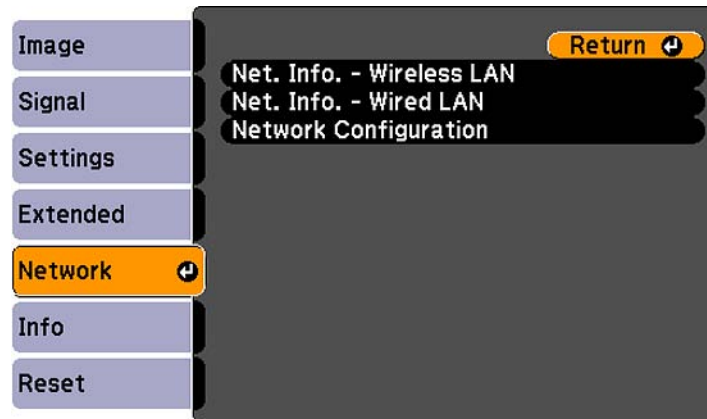 Image
Signal
Settings
Extended
Network
Info
Reset
Return
Net. Info. - Wireless LAN
Net. Info. - Wired LAN
Network Configuration